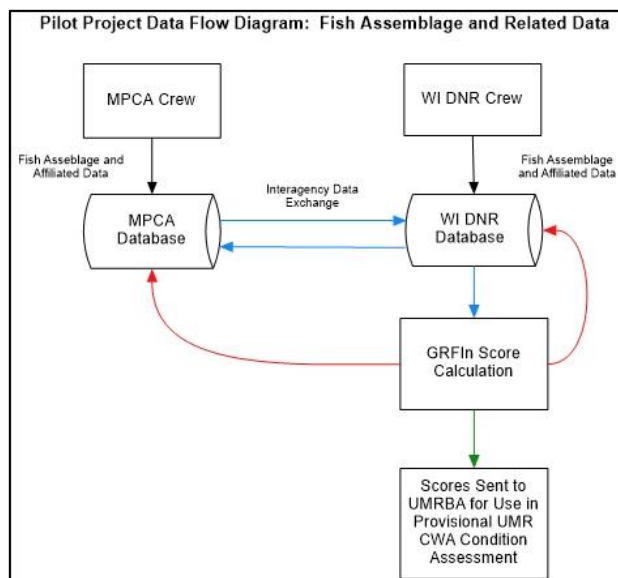 Pilot Project Data Flow Diagram: Fish Assemblage and Related Data
MPCA Crew
WI DNR Crew
Fish Asseblage and
Affiliated Data
Fish Assemblage
and Affiliated Data
Interagency Data
Exchange
MPCA
Database
WI DNR
Database
GRFIn Score
Calculation
Scores Sent to
UMRBA for Use in
Provisional UMR
CWA Condition
Assessment